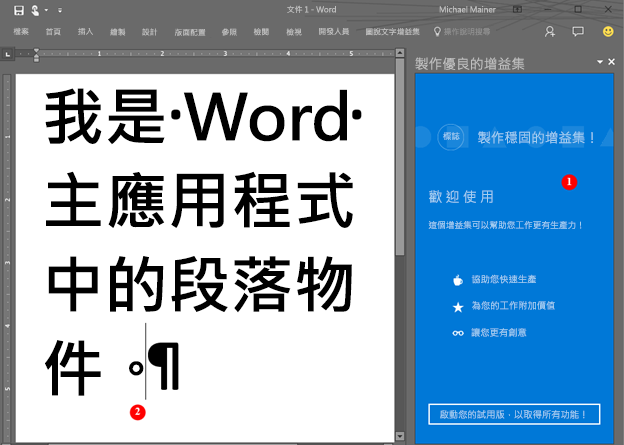 文件 1 - Word
Michael Mainer
檔案 首頁 插入 繪製 設計 版面配置 參照 檢閱 檢視 開發人員 圖說文字增益集 操作說明搜尋
製作優良的增益集
我是·Word·
主應用程式
中的段落物
件 。¶
標誌
製作穩固的增益集！
1
歡迎使用
這個增益集可以幫助您工作更有生產力！
協助您快速生產
為您的工作附加價值
讓您更有創意
2
啟動您的試用版，以取得所有功能！